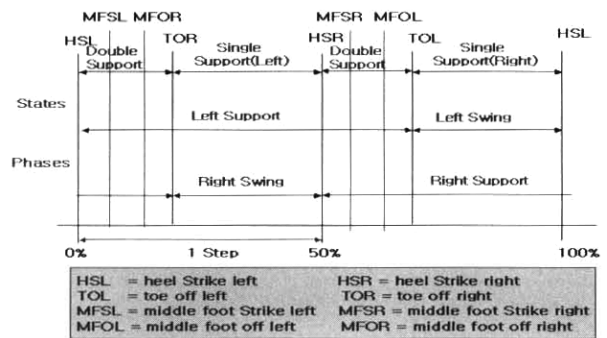 MFSL MFOR MFSR MFOL
HSL TOR HSR TOL HSL
Double Support Single Support(Left) Double Support Single Support(Right)
States
Left Support Left Swing
Phases
Right Swing Right Support
0% 1 Step 50% 100%
HSL = heel Strike left HSR = heel Strike right
TOL = toe off left TOR = toe off right
MFSL = middle foot Strike left MFSR = middle foot Strike right
MFOL = middle foot off left MFOR = middle foot off right